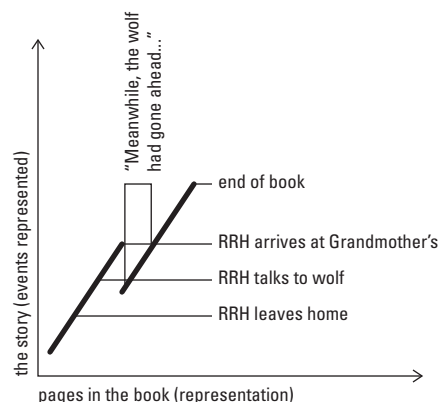 the story (events represented)
“Meanwhile, the wolf
had gone ahead...”
end of book
RRH arrives at Grandmother's
RRH talks to wolf
RRH leaves home
pages in the book (representation)